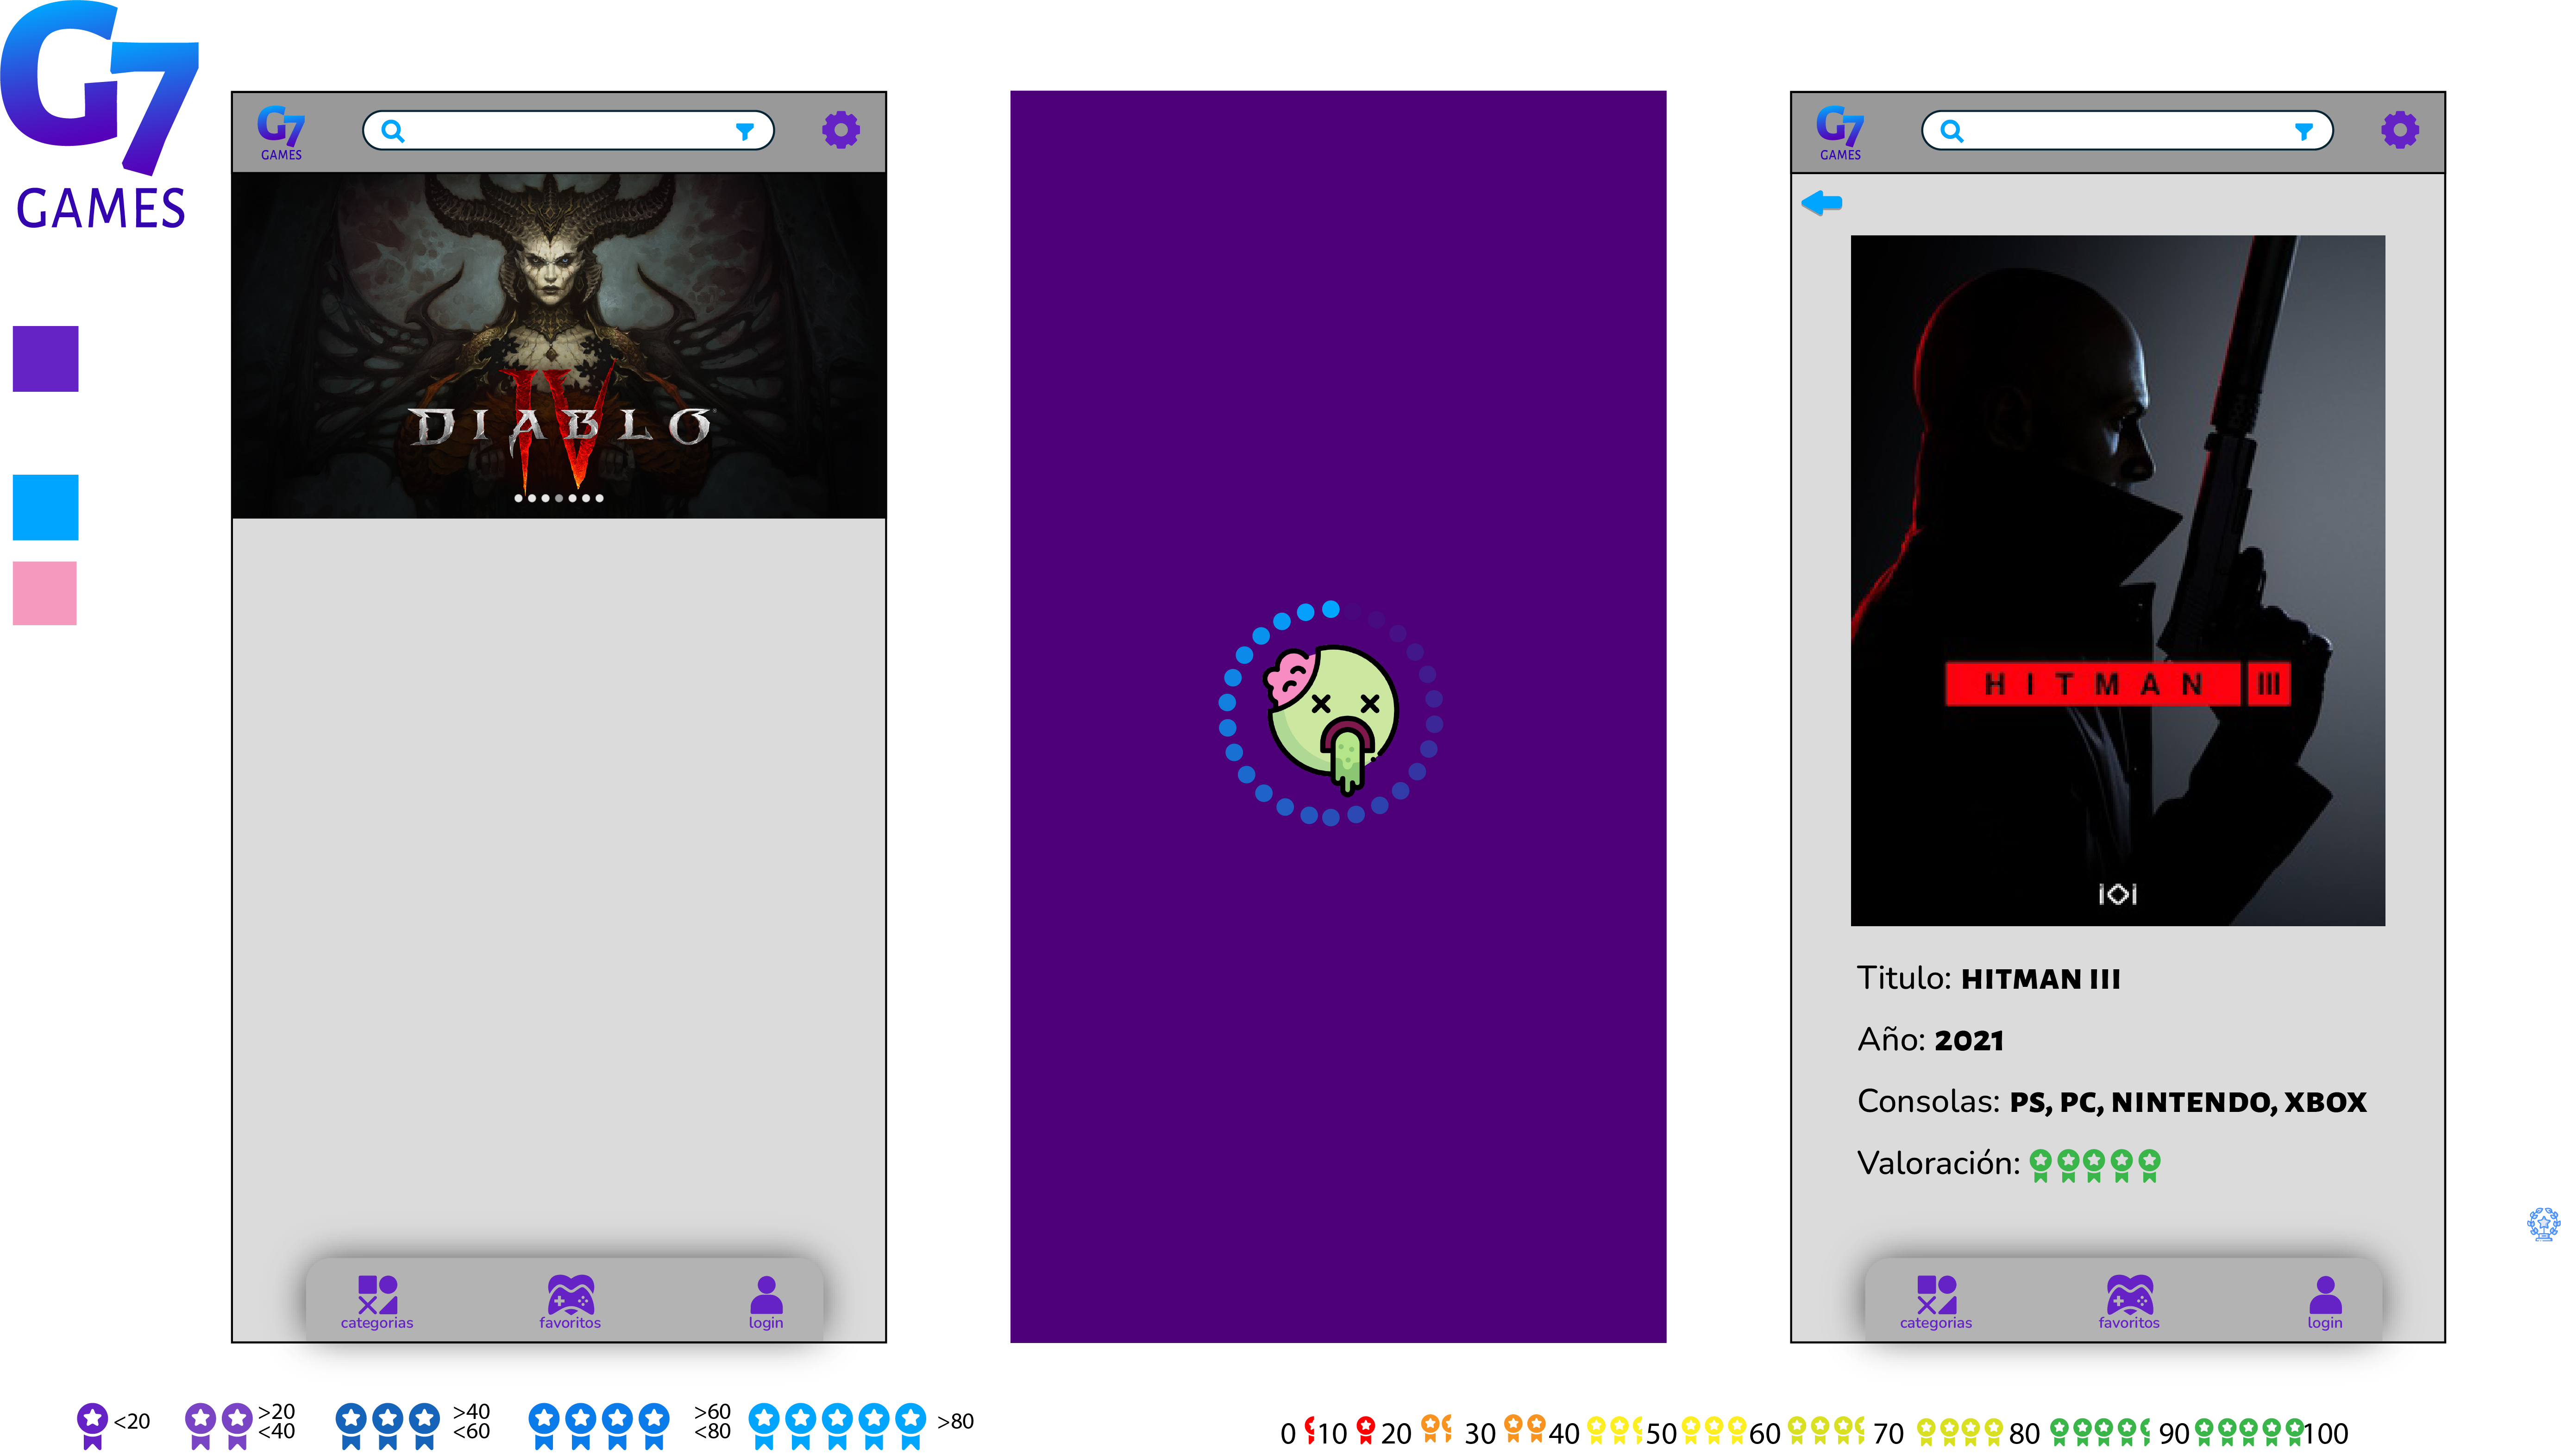 G7
GAMES
G7
GAMES
DIABLO
IV
categorias
favoritos
login
G7
GAMES
HITMAN III
IOI
Titulo: HITMAN III
Año: 2021
Consolas: PS, PC, NINTENDO, XBOX
Valoración:
categorias
favoritos
login
<20
>20
<40
>40
<60
>60
<80
>80
0 10 20 30 40 50 60 70 80 90 100